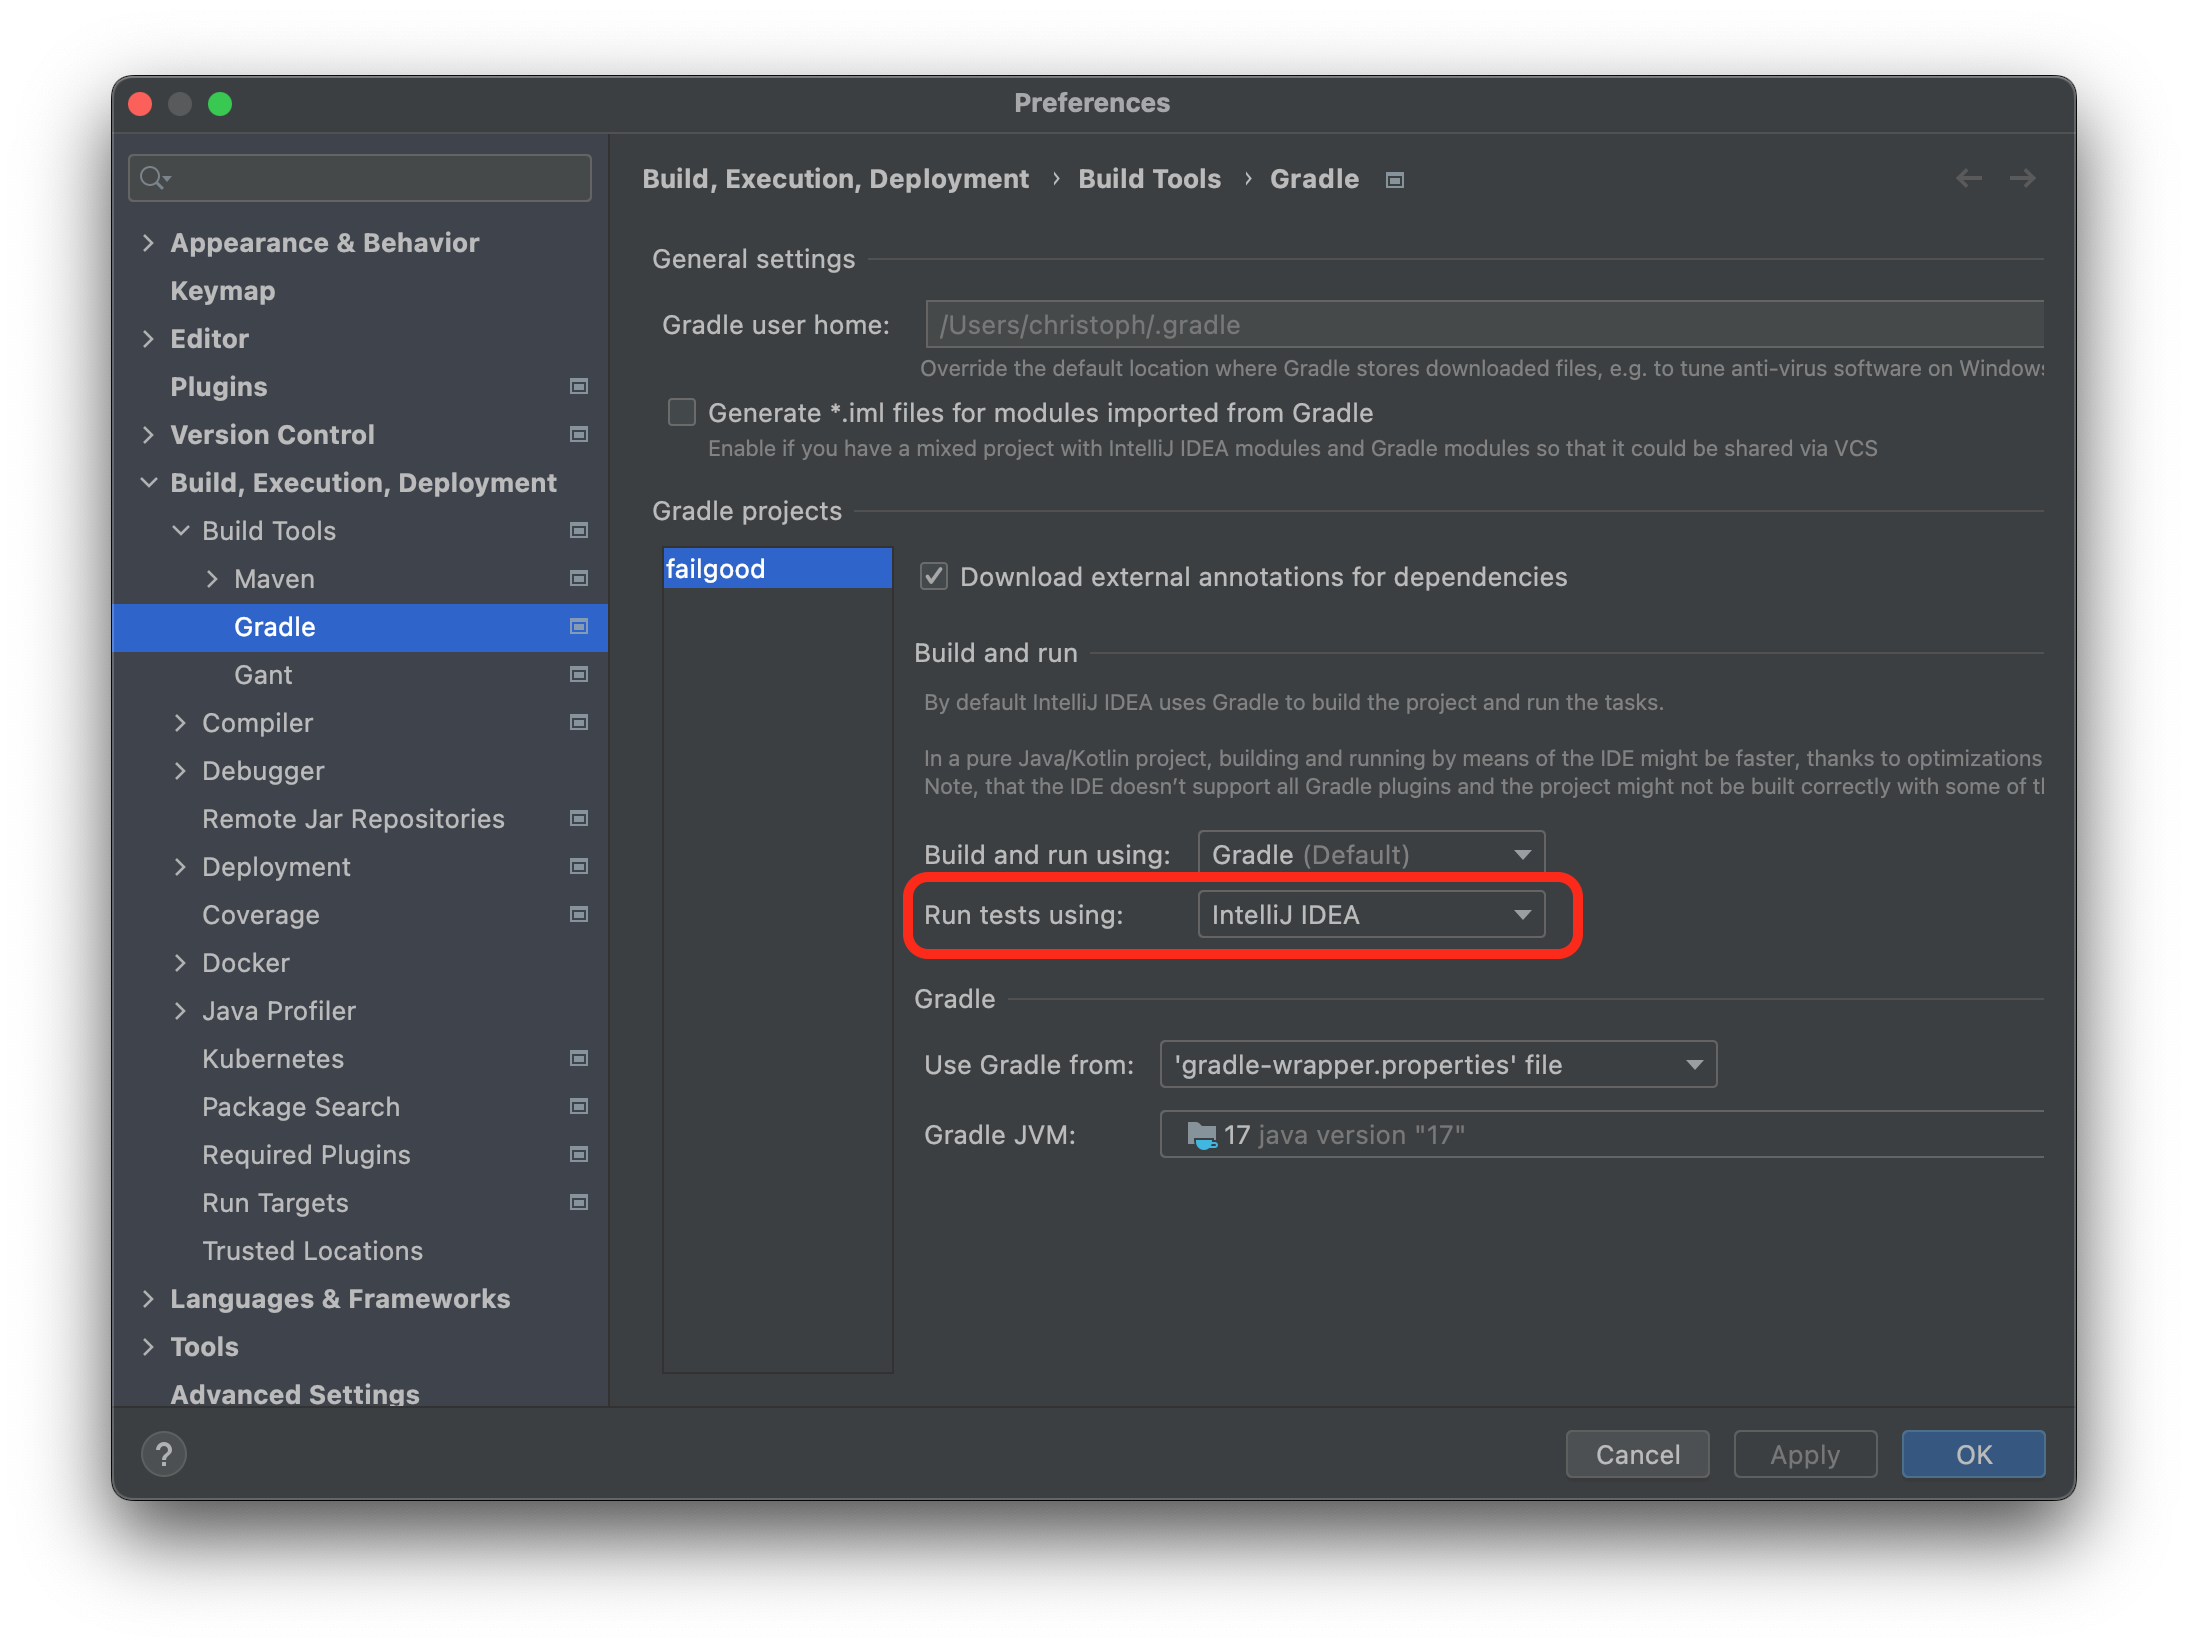 Preferences
Appearance & Behavior
Keymap
Editor
Plugins
Version Control
Build, Execution, Deployment
Build Tools
Maven
Gradle
Gant
Compiler
Debugger
Remote Jar Repositories
Deployment
Coverage
Docker
Java Profiler
Kubernetes
Package Search
Required Plugins
Run Targets
Trusted Locations
Languages & Frameworks
Tools
Advanced Settings
Build, Execution, Deployment › Build Tools › Gradle
General settings
Gradle user home: /Users/christoph/.gradle
Override the default location where Gradle stores downloaded files, e.g. to tune anti-virus software on Windows
Generate *.iml files for modules imported from Gradle
Enable if you have a mixed project with IntelliJ IDEA modules and Gradle modules so that it could be shared via VCS
Gradle projects
failgood
Download external annotations for dependencies
Build and run
By default IntelliJ IDEA uses Gradle to build the project and run the tasks.
In a pure Java/Kotlin project, building and running by means of the IDE might be faster, thanks to optimizations
Note, that the IDE doesn’t support all Gradle plugins and the project might not be built correctly with some of
Build and run using: Gradle (Default)
Run tests using: IntelliJ IDEA
Gradle
Use Gradle from: 'gradle-wrapper.properties' file
Gradle JVM: 17 java version "17"
?
Cancel
Apply
OK